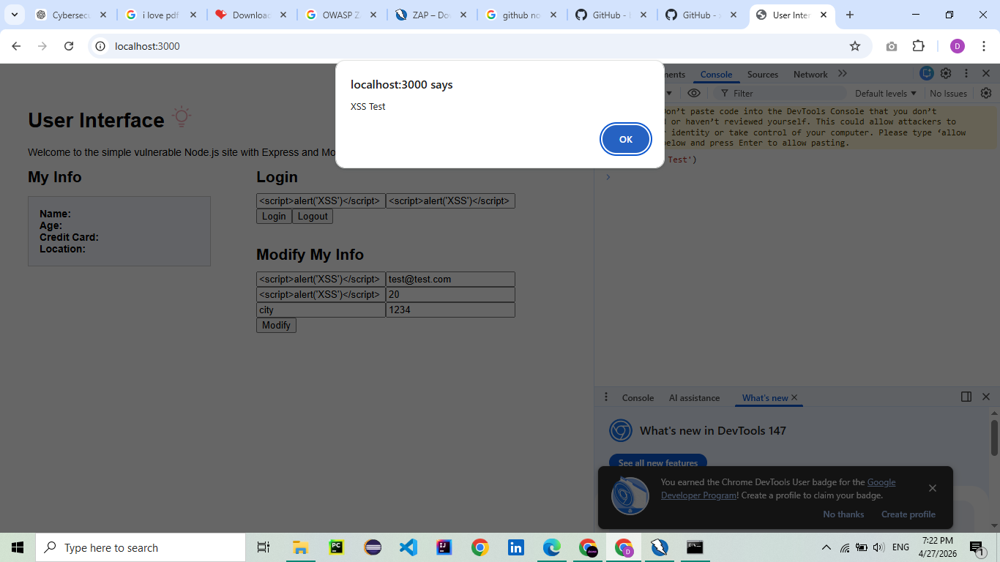 Cybersecu
i love pdf
Download
OWASP Z
ZAP – Dov
github no
GitHub - 
GitHub - 
User Inter
localhost:3000
localhost:3000 says
XSS Test
OK
User Interface
Welcome to the simple vulnerable Node.js site with Express and Mo
My Info
Name:
Age:
Credit Card:
Location:
Login
<script>alert('XSS')</script> <script>alert('XSS')</script>
Login Logout
Modify My Info
<script>alert('XSS')</script> test@test.com
<script>alert('XSS')</script> 20
city 1234
Modify
ments Console Sources Network
Filter Default levels No Issues
Don't paste code into the DevTools Console that you don't
d or haven't reviewed yourself. This could allow attackers to
identity or take control of your computer. Please type 'allow
below and press Enter to allow pasting.
Test')
Console AI assistance What's new
What's new in DevTools 147
See all new features
You earned the Chrome DevTools User badge for the Google
Developer Program! Create a profile to claim your badge.
No thanks Create profile
Type here to search
PC
IJ
in
D
ENG
7:22 PM
4/27/2026
1